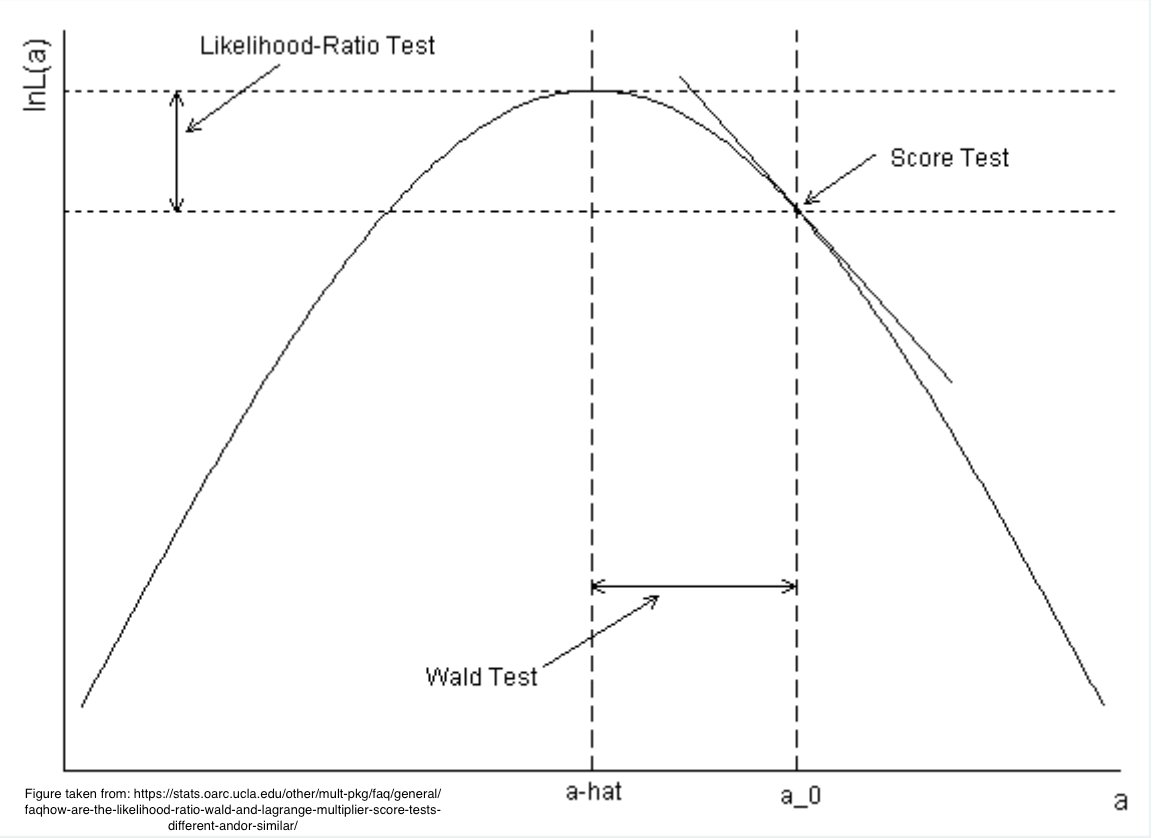 lnL(a)
Likelihood-Ratio Test
Score Test
Wald Test
a-hat
a_0
a
Figure taken from: https://stats.oarc.ucla.edu/other/mult-pkg/faq/general/
faqhow-are-the-likelihood-ratio-wald-and-lagrange-multiplier-score-tests-
different-andor-similar/